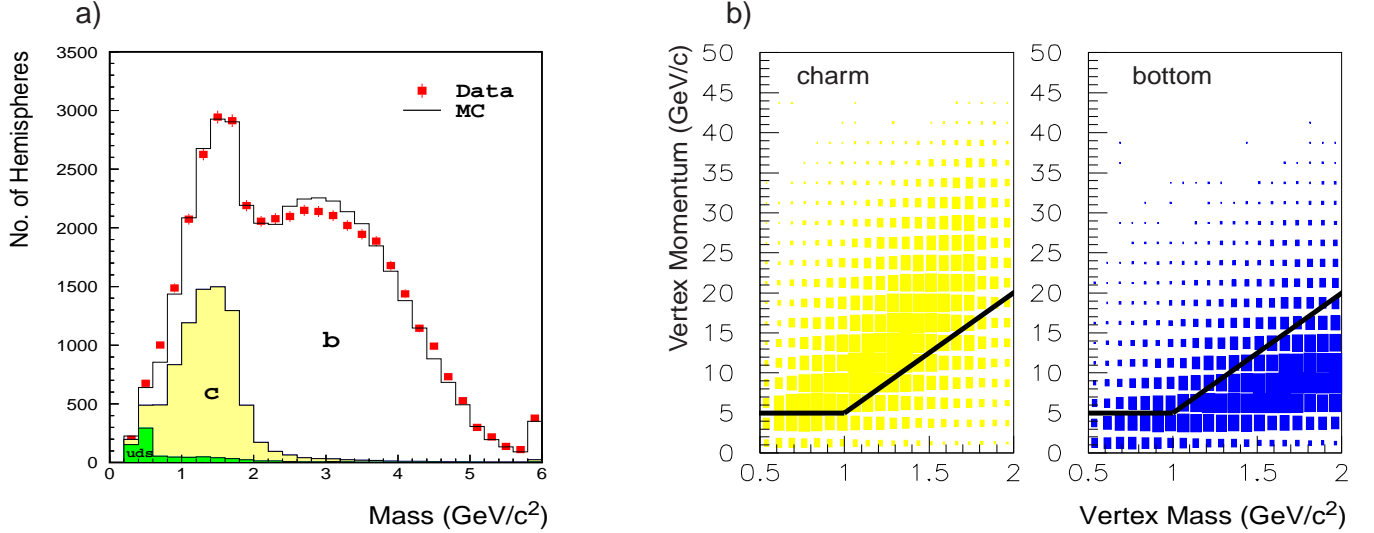 a)
No. of Hemispheres
3500
3000
2500
2000
1500
1000
500
0
Data
MC
b
c
uds
0 1 2 3 4 5 6
Mass (GeV/c²)
b)
Vertex Momentum (GeV/c)
50
45
40
35
30
25
20
15
10
5
0
charm
0.5 1 1.5 2
50
45
40
35
30
25
20
15
10
5
0
bottom
0.5 1 1.5 2
Vertex Mass (GeV/c²)